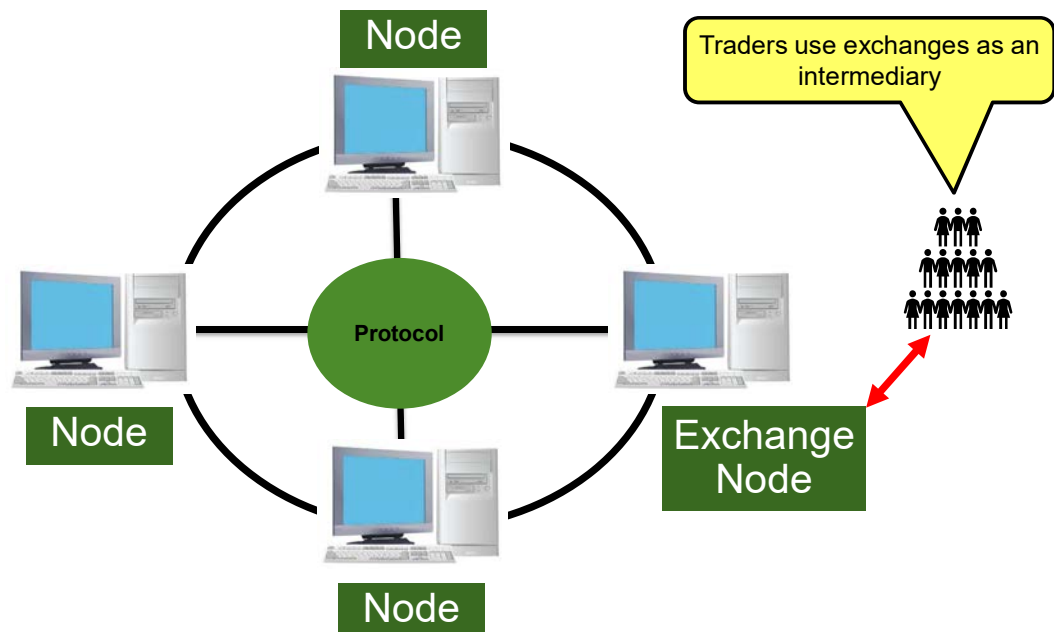 Node
Traders use exchanges as an
intermediary
Protocol
Node
Exchange
Node
Node